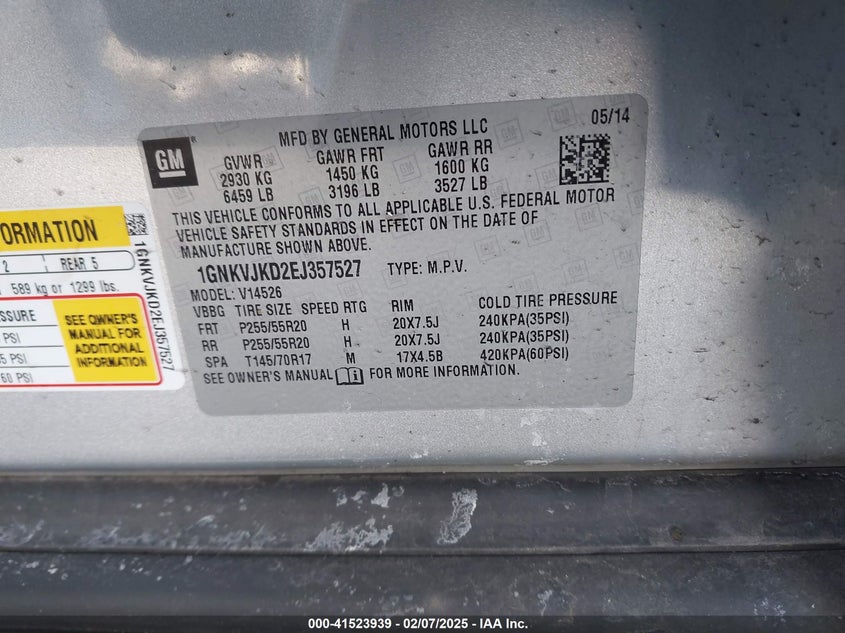 05/14
MFD BY GENERAL MOTORS LLC
GM
GVWR GAWR FRT GAWR RR
2930 KG 1450 KG 1600 KG
6459 LB 3196 LB 3527 LB
THIS VEHICLE CONFORMS TO ALL APPLICABLE U.S. FEDERAL MOTOR
VEHICLE SAFETY STANDARDS IN EFFECT ON THE DATE OF
MANUFACTURE SHOWN ABOVE.
1GNKVJKD2EJ357527 TYPE: M.P.V.
MODEL: V14526
VBBG TIRE SIZE SPEED RTG RIM COLD TIRE PRESSURE
FRT P255/55R20 H 20X7.5J 240KPA(35PSI)
RR P255/55R20 H 20X7.5J 240KPA(35PSI)
SPA T145/70R17 M 17X4.5B 420KPA(60PSI)
SEE OWNER'S MANUAL FOR MORE INFORMATION.
ORMATION
2 REAR 5
589 kg or 1299 lbs.
SSURE
PSI
5 PSI
60 PSI
SEE OWNER'S
MANUAL FOR
ADDITIONAL
INFORMATION
1GNKVJKD2EJ357527
000-41523939 - 02/07/2025 - IAA Inc.